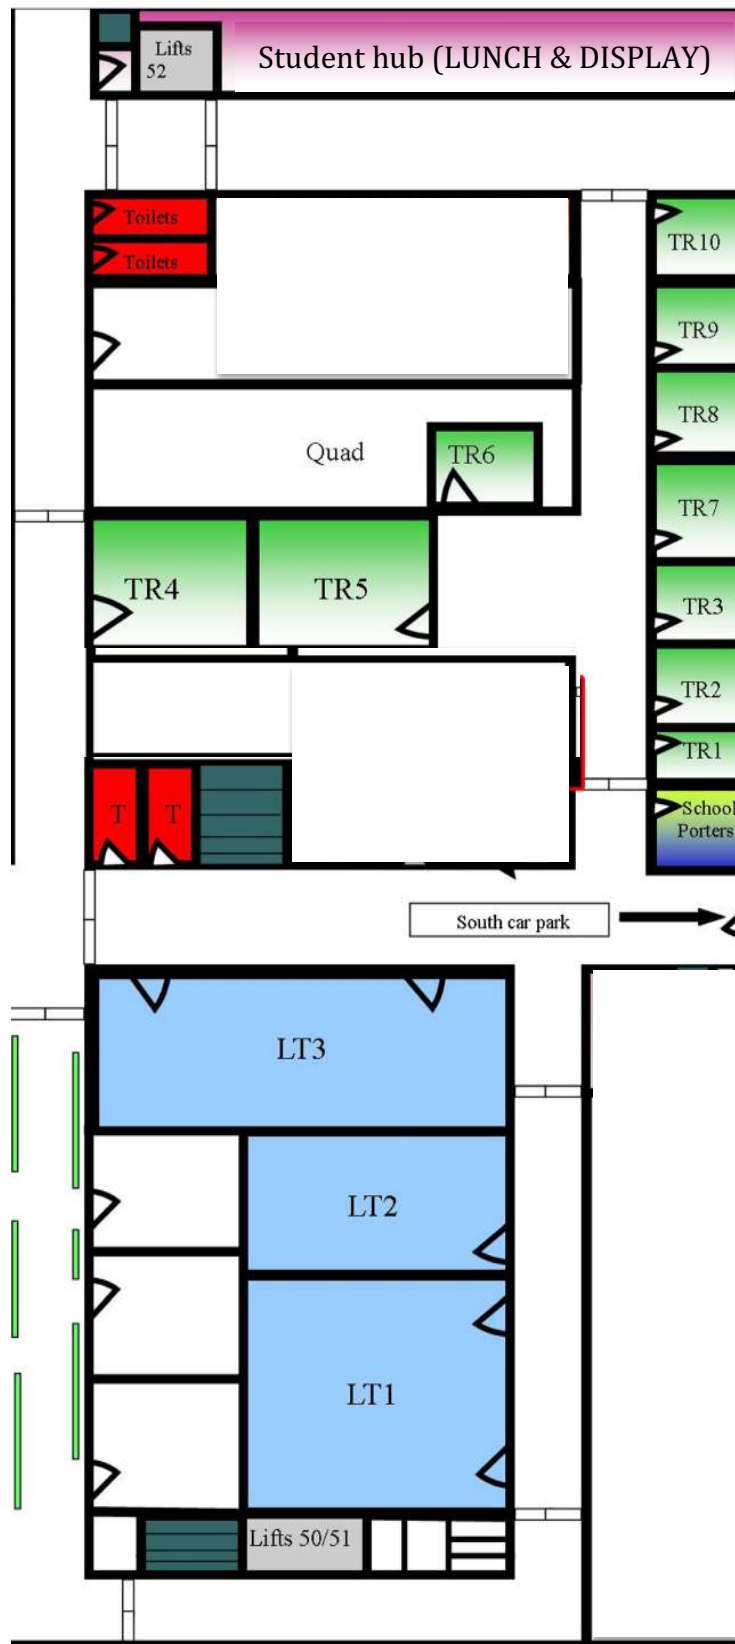 Lifts
52
Student hub (LUNCH & DISPLAY)
Toilets
Toilets
TR10
TR9
TR8
Quad
TR6
TR7
TR4
TR5
TR3
TR2
TR1
T
T
School
Porters
South car park
LT3
LT2
LT1
Lifts 50/51